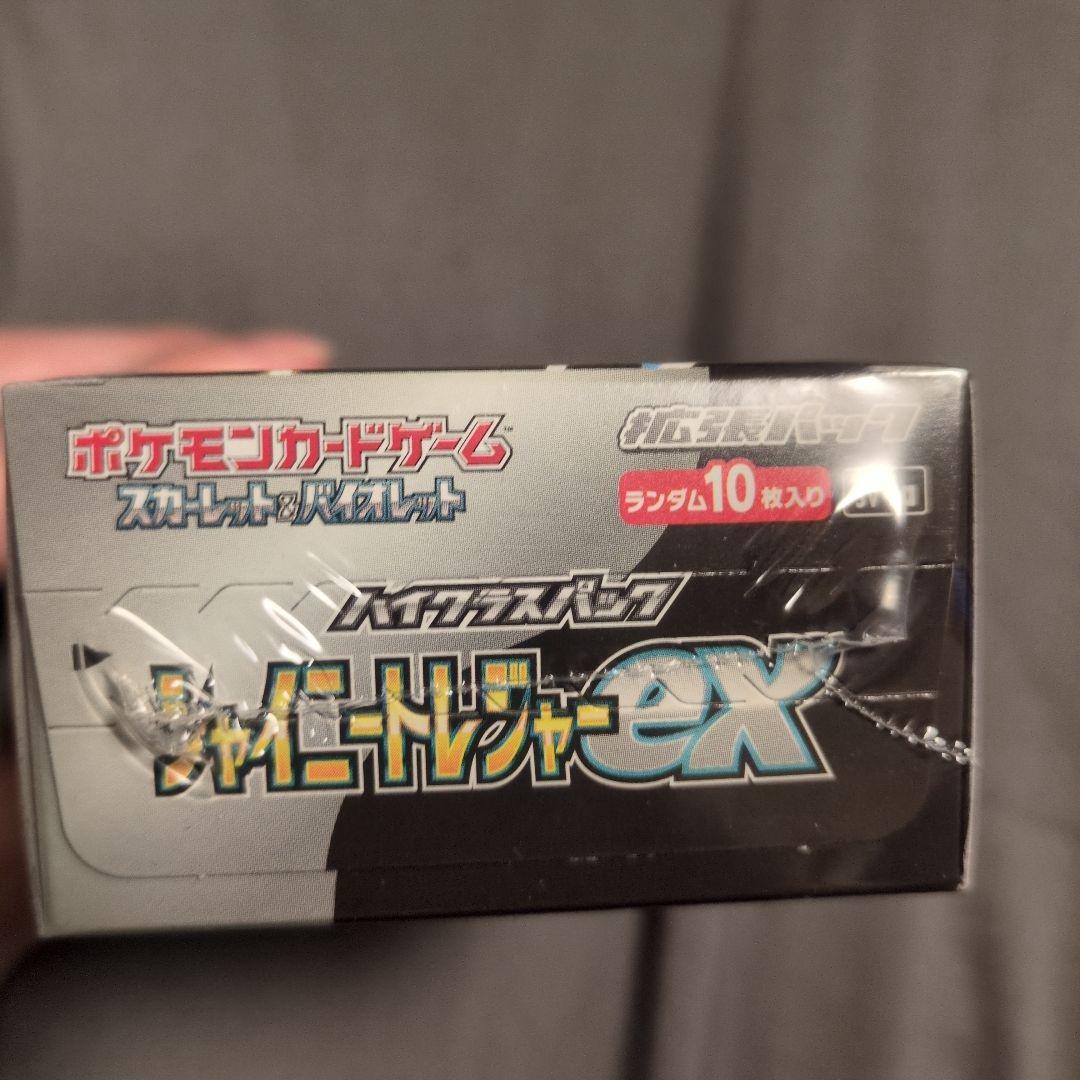 ポケモンカードゲーム
スカーレット&バイオレット
拡張パック
ランダム10枚入り
ハイクラスパック
シャイニートレジャーex